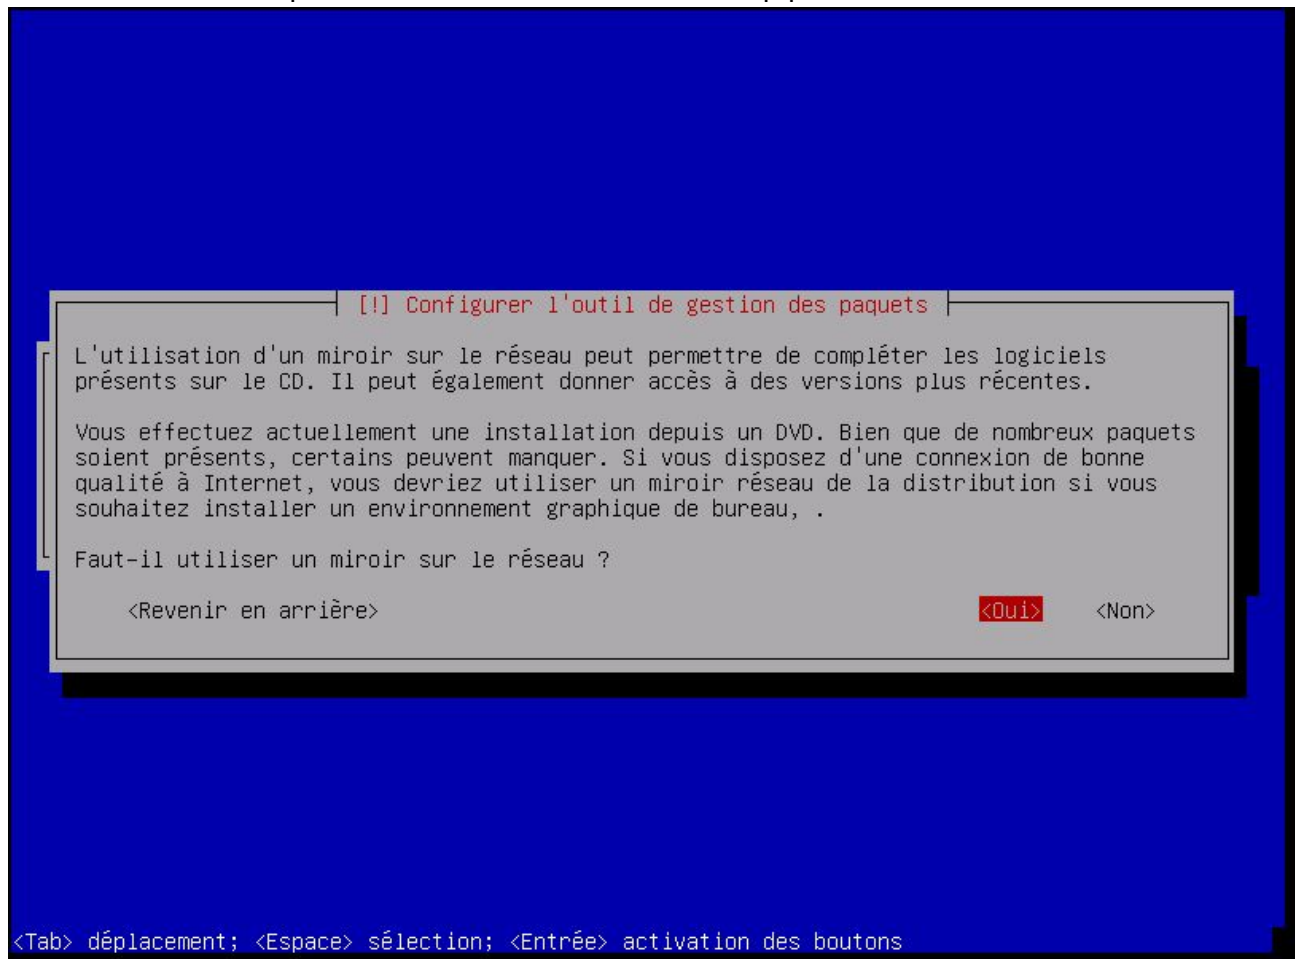 [!] Configurer l'outil de gestion des paquets
L'utilisation d'un miroir sur le réseau peut permettre de compléter les logiciels
présents sur le CD. Il peut également donner accès à des versions plus récentes.
Vous effectuez actuellement une installation depuis un DVD. Bien que de nombreux paquets
soient présents, certains peuvent manquer. Si vous disposez d'une connexion de bonne
qualité à Internet, vous devriez utiliser un miroir réseau de la distribution si vous
souhaitez installer un environnement graphique de bureau, .
Faut-il utiliser un miroir sur le réseau ?
<Revenir en arrière> <Oui> <Non>
<Tab> déplacement; <Espace> sélection; <Entrée> activation des boutons